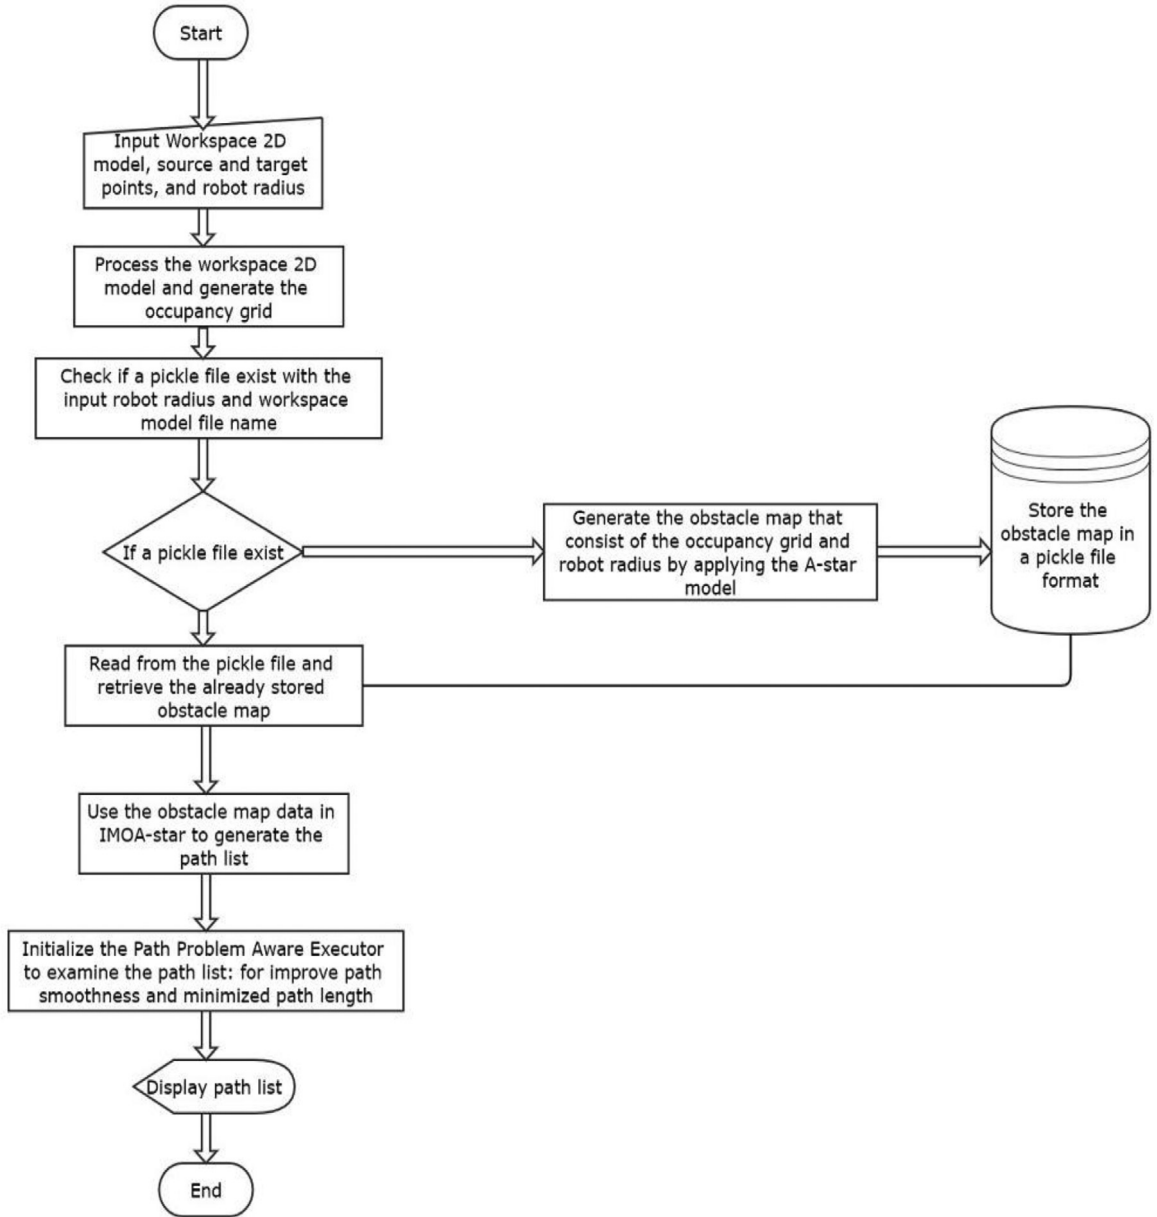 Start
Input Workspace 2D
model, source and target
points, and robot radius
Process the workspace 2D
model and generate the
occupancy grid
Check if a pickle file exist with the
input robot radius and workspace
model file name
If a pickle file exist
Generate the obstacle map that
consist of the occupancy grid and
robot radius by applying the A-star
model
Store the
obstacle map in
a pickle file
format
Read from the pickle file and
retrieve the already stored
obstacle map
Use the obstacle map data in
IMOA-star to generate the
path list
Initialize the Path Problem Aware Executor
to examine the path list: for improve path
smoothness and minimized path length
Display path list
End